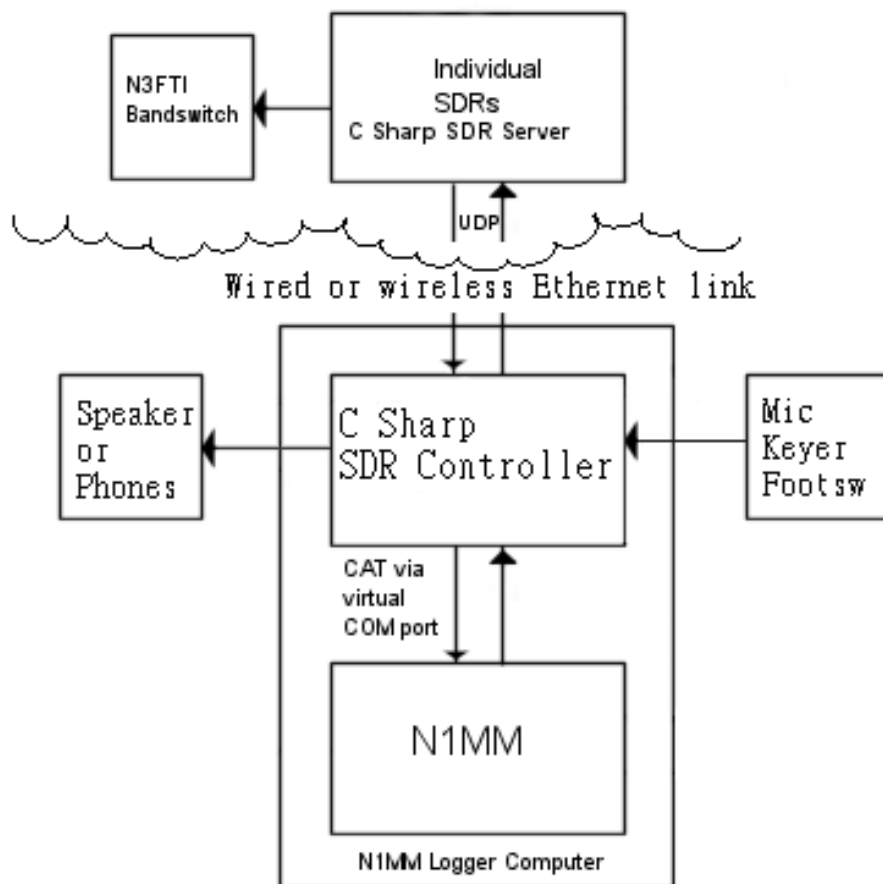 N3FTI
Bandswitch
Individual
SDRs
C Sharp SDR Server
UDP
Wired or wireless Ethernet link
Speaker
or
Phones
C Sharp
SDR Controller
Mic
Keyer
Footsw
CAT via
virtual
COM port
N1MM
N1MM Logger Computer